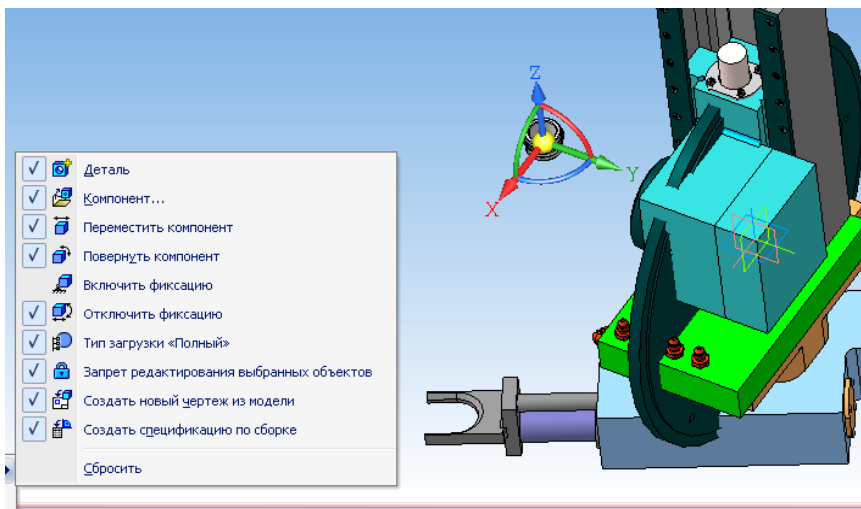 Z
Y
X
Деталь
Компонент...
Переместить компонент
Повернуть компонент
Включить фиксацию
Отключить фиксацию
Тип загрузки «Полный»
Запрет редактирования выбранных объектов
Создать новый чертеж из модели
Создать спецификацию по сборке
Сбросить